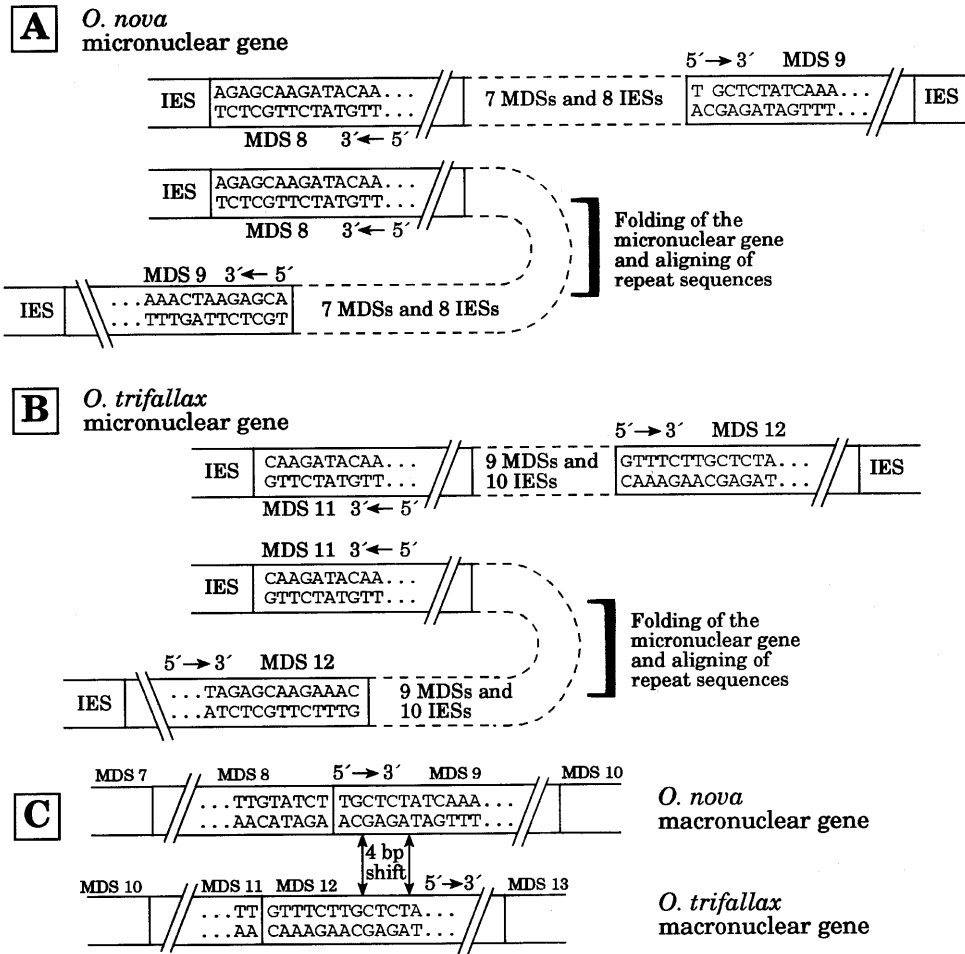 A
O. nova
micronuclear gene
5´→3´ MDS 9
IES
AGAGCAAGATACAA...
TCTCGTTCTATGTT...
7 MDSs and 8 IESs
T GCTCTATCAAA...
ACGAGATAGTTT...
IES
MDS 8 3´← 5´
IES
AGAGCAAGATACAA...
TCTCGTTCTATGTT...
MDS 8 3´← 5´
Folding of the
micronuclear gene
and aligning of
repeat sequences
MDS 9 3´← 5´
IES
...AAACTAAGAGCA
...TTTGATTCTCGT
7 MDSs and 8 IESs
B
O. trifallax
micronuclear gene
5´→3´ MDS 12
IES
CAAGATACAA...
GTTCTATGTT...
9 MDSs and
10 IESs
GTTTCTTGCTCTA...
CAAAGAACGAGAT...
IES
MDS 11 3´← 5´
MDS 11 3´← 5´
IES
CAAGATACAA...
GTTCTATGTT...
Folding of the
micronuclear gene
and aligning of
repeat sequences
5´→3´ MDS 12
IES
...TAGAGCAAGAAAC
...ATCTCGTTCTTTG
9 MDSs and
10 IESs
C
MDS 7 MDS 8 5´→3´ MDS 9 MDS 10
...TTGTATCT TGCTCTATCAAA...
...AACATAGA ACGAGATAGTTT...
O. nova
macronuclear gene
4 bp
shift
MDS 10 MDS 11 MDS 12 5´→3´ MDS 13
...TT GTTTCTTGCTCTA...
...AA CAAAGAACGAGAT...
O. trifallax
macronuclear gene